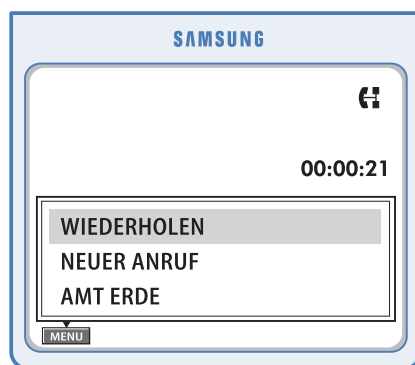 SAMSUNG
00:00:21
WIEDERHOLEN
NEUER ANRUF
AMT ERDE
MENU